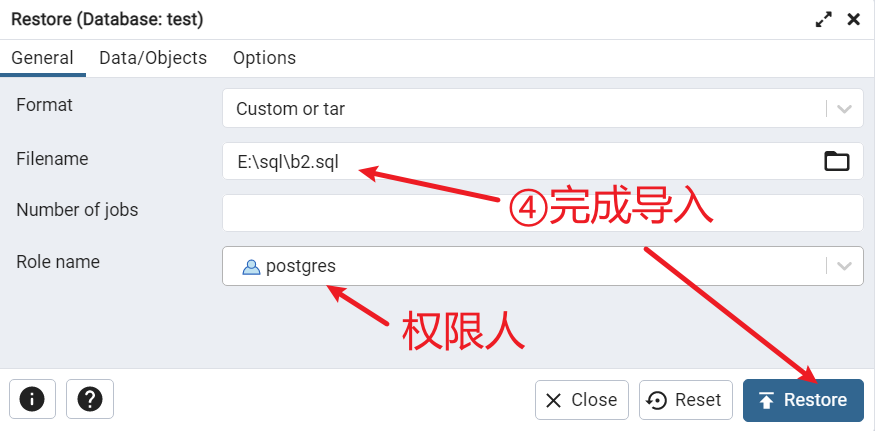 Restore (Database: test)
General Data/Objects Options
Format Custom or tar
Filename E:\sql\b2.sql
④完成导入
Number of jobs
Role name postgres
权限人
Close Reset Restore